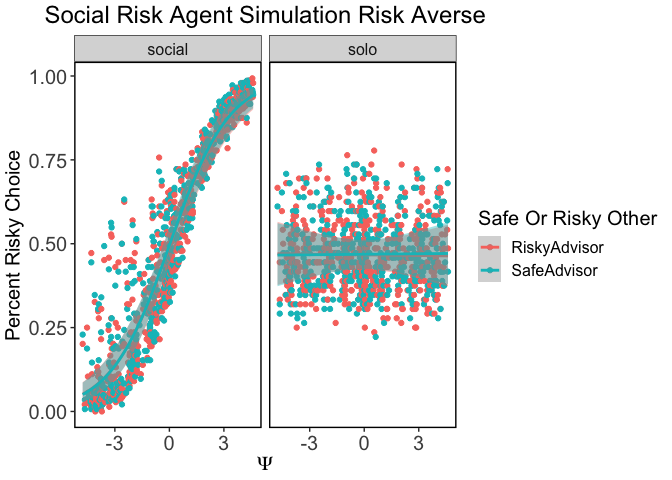 Social Risk Agent Simulation Risk Averse
social solo
1.00
0.75
0.50
0.25
0.00
Percent Risky Choice
-3 0 3 -3 0 3
Ψ
Safe Or Risky Other
RiskyAdvisor
SafeAdvisor